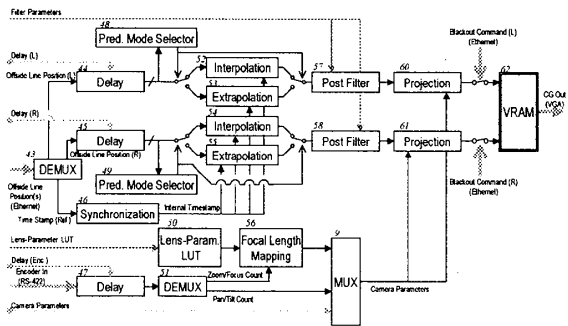 Filter Parameters
48
Pred. Mode Selector
Delay (L)
Offside Line Position (L)
44
Delay
52
Interpolation
53
Extrapolation
57
Post Filter
60
Projection
Blackout Command (L)
(Ethernet)
62
VRAM
CG Out
(VGA)
Delay (R)
45
Delay
Offside Line Position (R)
54
Interpolation
55
Extrapolation
58
Post Filter
61
Projection
Blackout Command (R)
(Ethernet)
43
DEMUX
Offside Line
Position(s)
(Ethernet)
49
Pred. Mode Selector
Time Stamp (Ref.)
46
Synchronization
Internal Timestamp
Lens-Parameter LUT
50
Lens-Param.
LUT
56
Focal Length
Mapping
9
MUX
Camera Parameters
Delay (Enc.)
Encoder In
(RS-422)
47
Delay
51
DEMUX
Zoom/Focus Count
Pan/Tilt Count
Camera Parameters